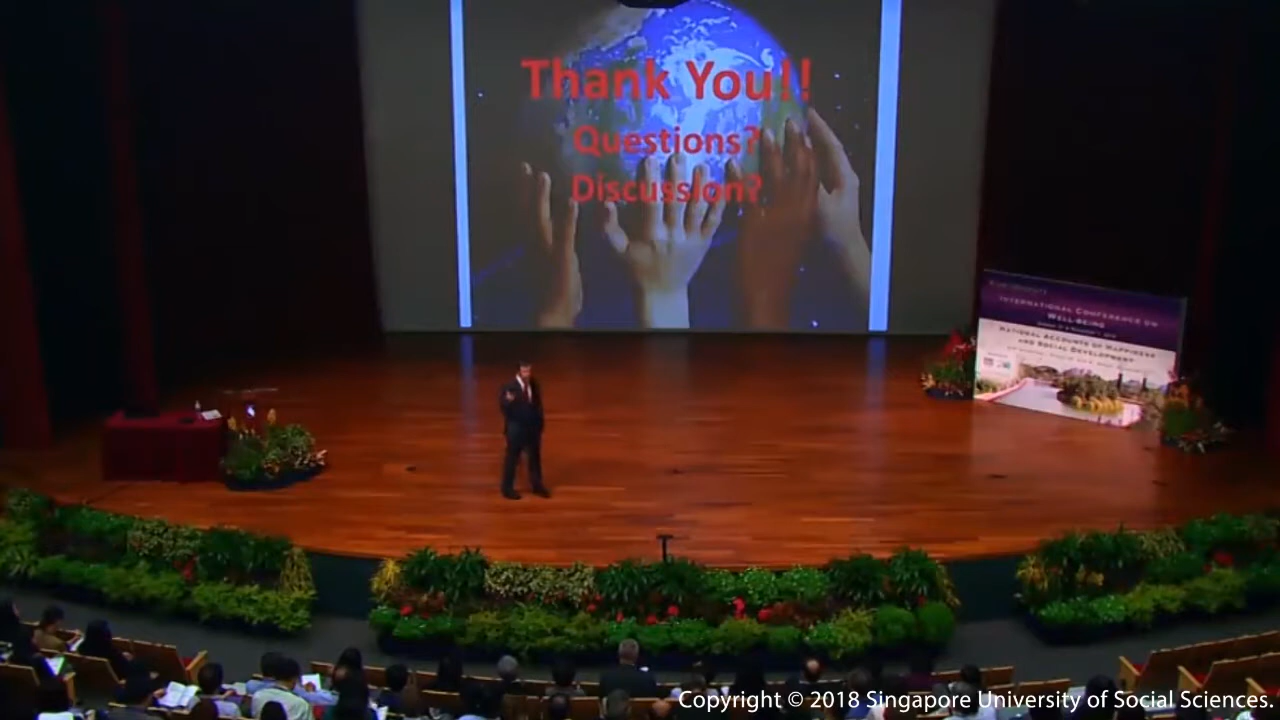 Thank You!!
Questions?
Discussion?
INTERNATIONAL CONFERENCE ON
WELL-BEING
NATIONAL ACCOUNTS OF HAPPINESS
AND SOCIAL DEVELOPMENT
Copyright © 2018 Singapore University of Social Sciences.